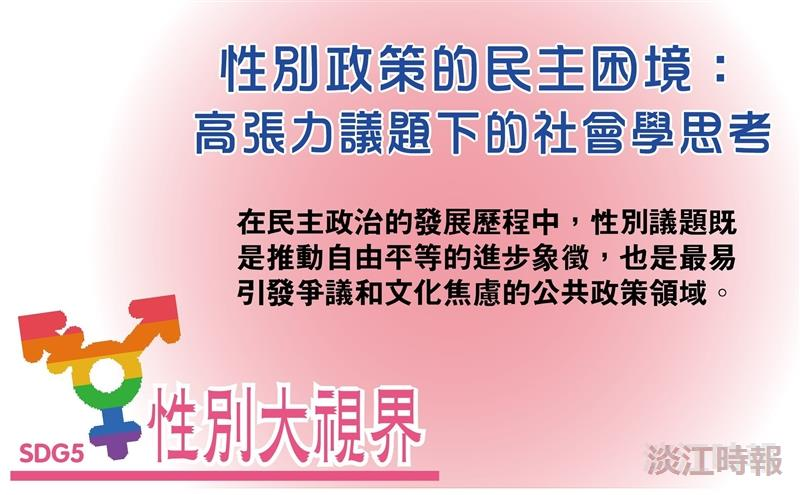 性別政策的民主困境：
高張力議題下的社會學思考
在民主政治的發展歷程中，性別議題既
是推動自由平等的進步象徵，也是最易
引發爭議和文化焦慮的公共政策領域。
SDG5 性別大視界
淡江時報